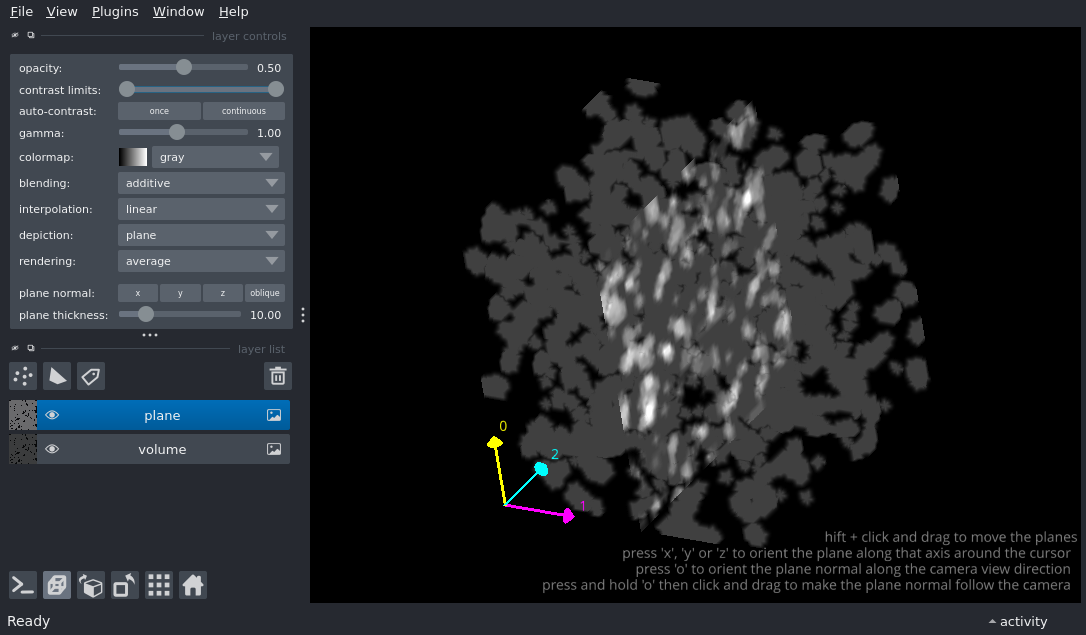 File View Plugins Window Help
layer controls
opacity: 0.50
contrast limits:
auto-contrast: once continuous
gamma: 1.00
colormap: gray
blending: additive
interpolation: linear
depiction: plane
rendering: average
plane normal: x y z oblique
plane thickness: 10.00
layer list
plane
volume
0
2
1
hift + click and drag to move the planes
press 'x', 'y' or 'z' to orient the plane along that axis around the cursor
press 'o' to orient the plane normal along the camera view direction
press and hold 'o' then click and drag to make the plane normal follow the camera
Ready activity